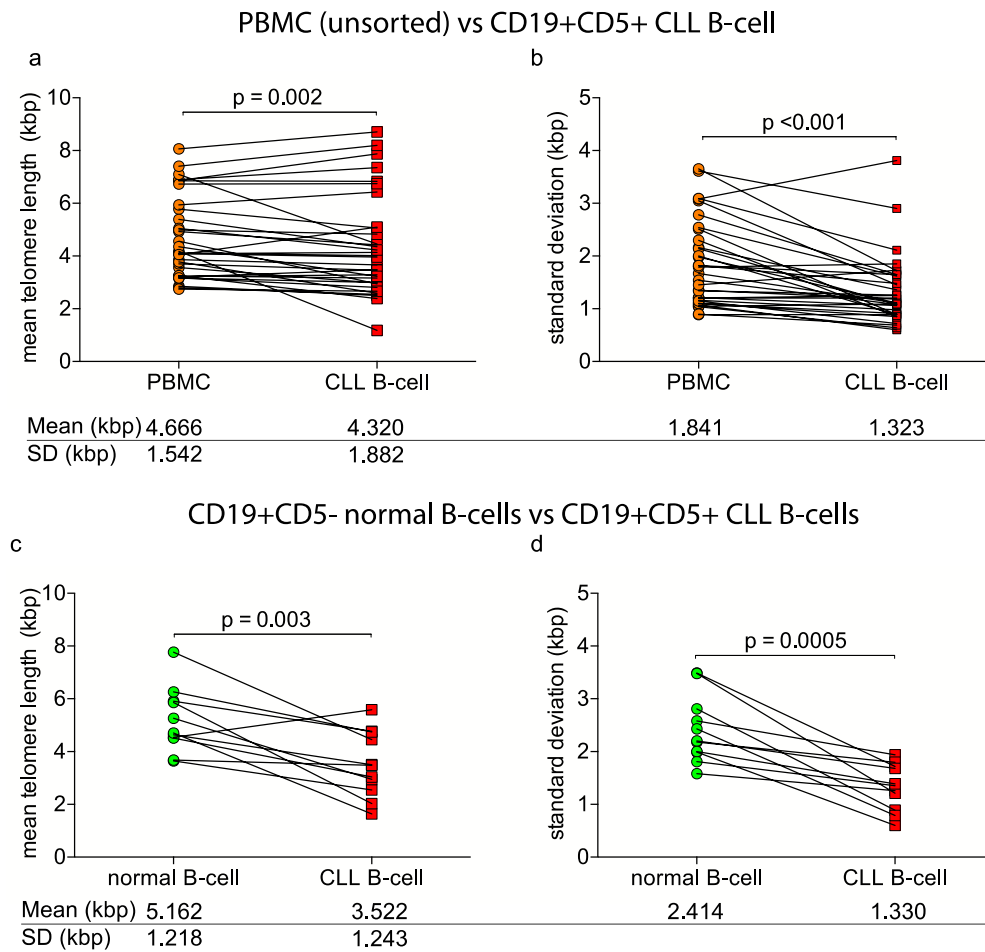 PBMC (unsorted) vs CD19+CD5+ CLL B-cell
a
mean telomere length (kbp)
10
8
6
4
2
0
p = 0.002
PBMC
CLL B-cell
b
standard deviation (kbp)
5
4
3
2
1
0
p <0.001
PBMC
CLL B-cell
Mean (kbp) 4.666 4.320 1.841 1.323
SD (kbp) 1.542 1.882
CD19+CD5- normal B-cells vs CD19+CD5+ CLL B-cells
c
mean telomere length (kbp)
10
8
6
4
2
0
p = 0.003
normal B-cell
CLL B-cell
d
standard deviation (kbp)
5
4
3
2
1
0
p = 0.0005
normal B-cell
CLL B-cell
Mean (kbp) 5.162 3.522 2.414 1.330
SD (kbp) 1.218 1.243